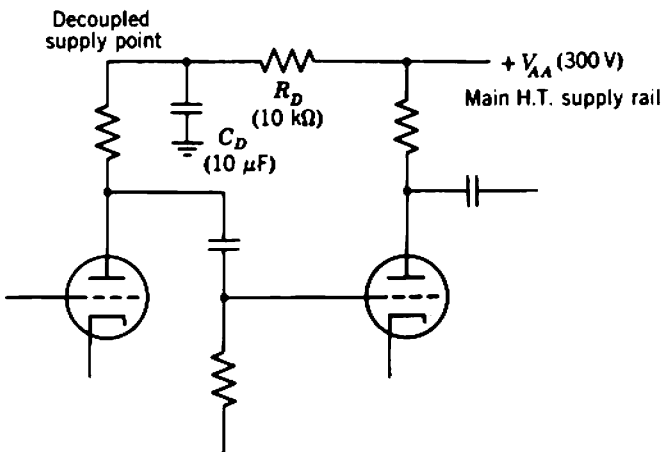 Decoupled
supply point
+ V_AA (300 V)
Main H.T. supply rail
R_D
(10 kΩ)
C_D
(10 μF)